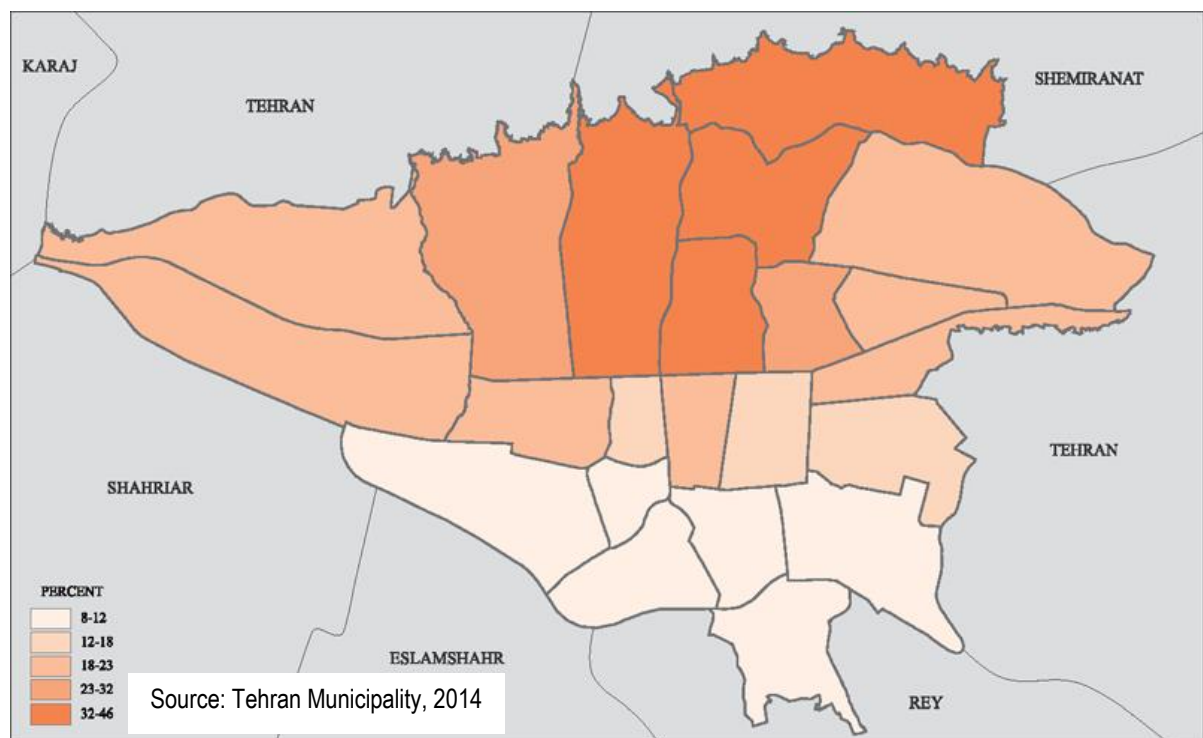 KARAJ
TEHRAN
SHEMIRANAT
TEHRAN
SHAHRIAR
ESLAMSHAHR
REY
PERCENT
8-12
12-18
18-23
23-32
32-46
Source: Tehran Municipality, 2014